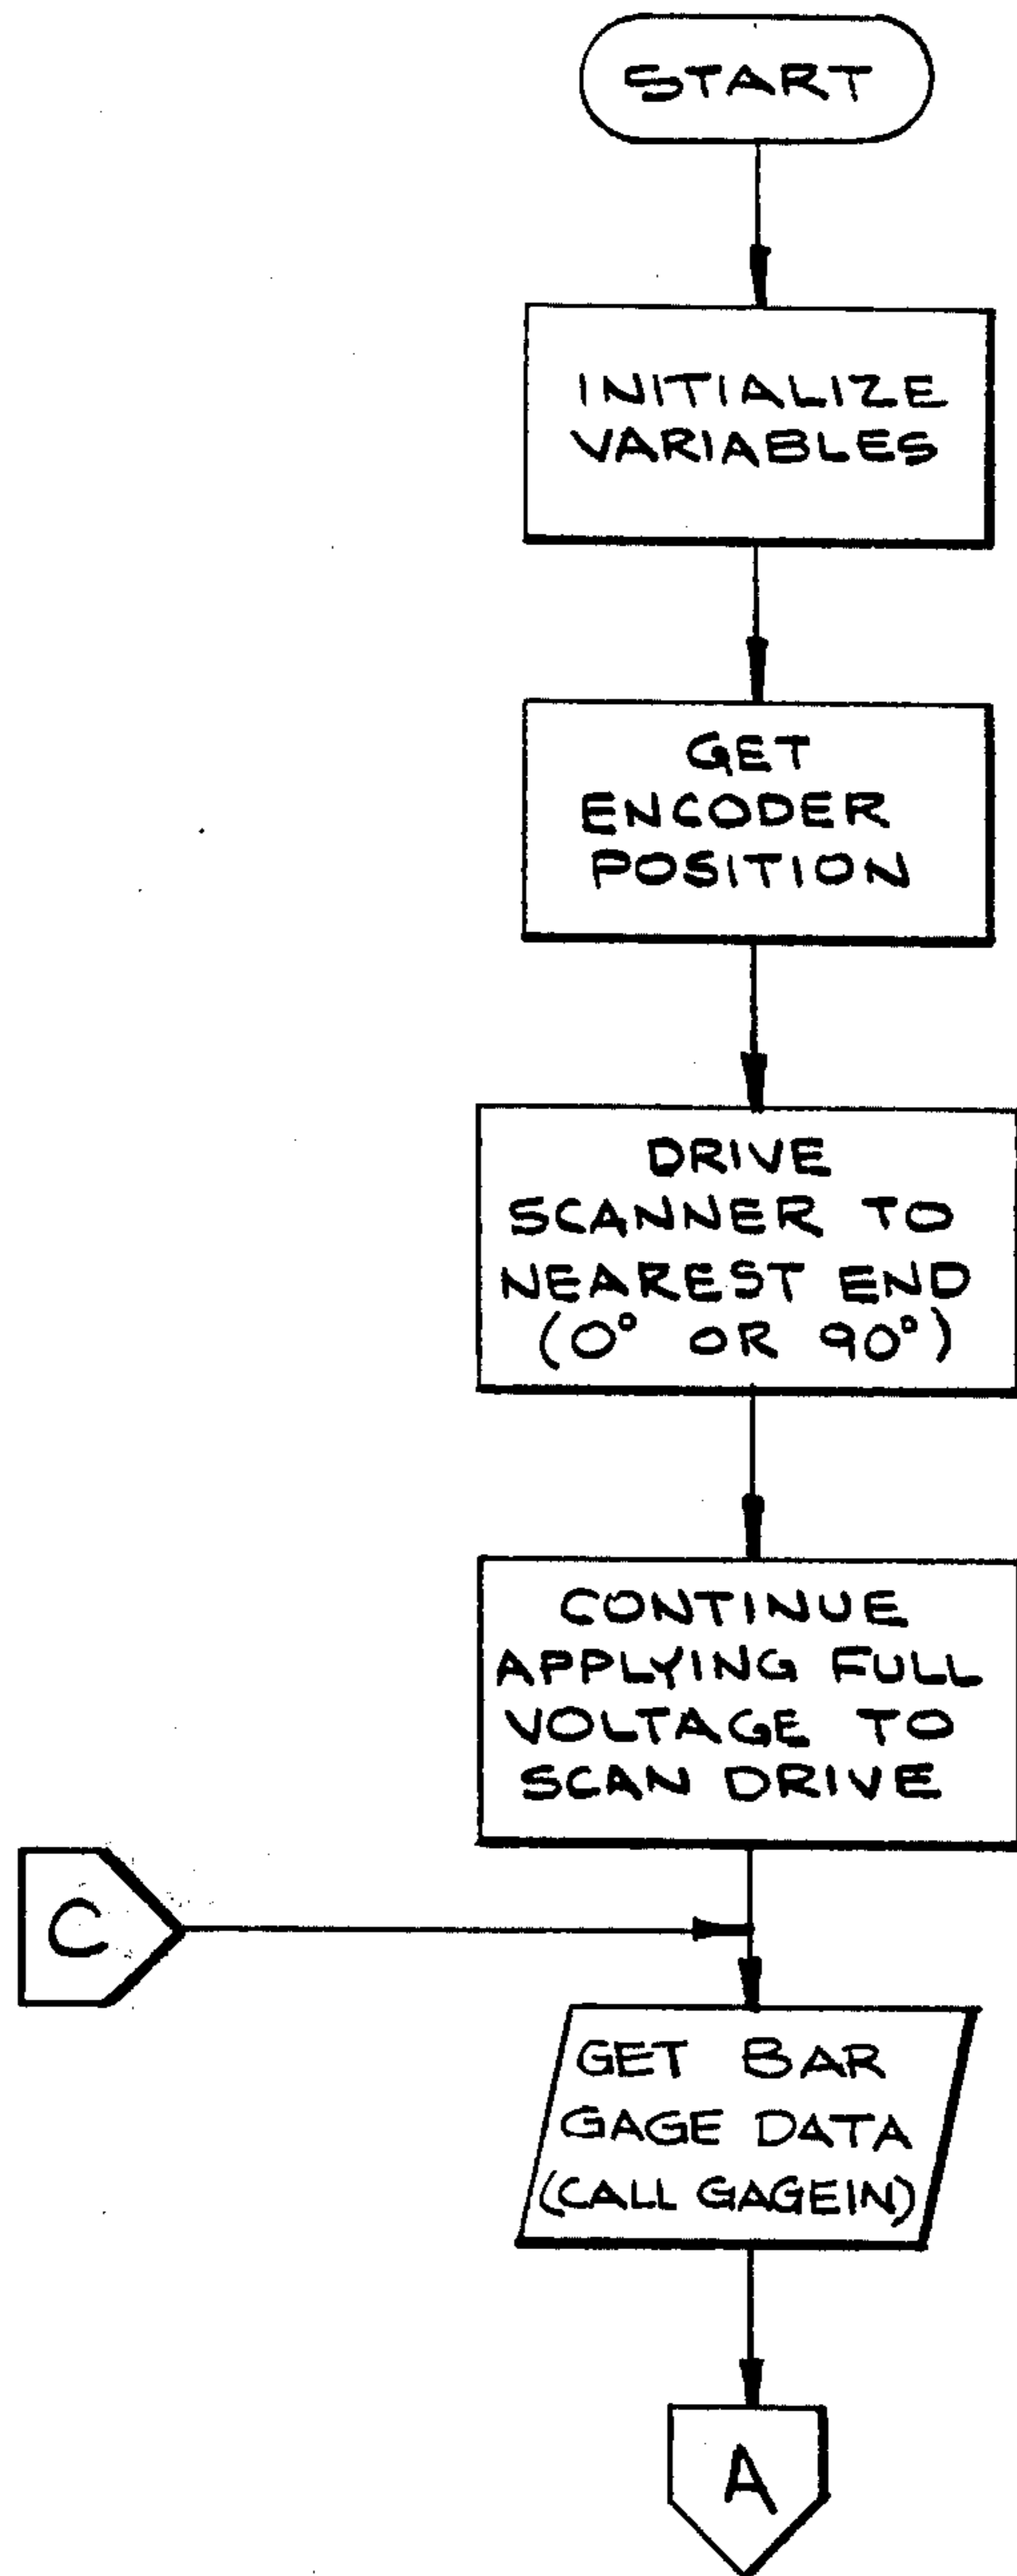 START
INITIALIZE
VARIABLES
GET
ENCODER
POSITION
DRIVE
SCANNER TO
NEAREST END
(0° OR 90°)
CONTINUE
APPLYING FULL
VOLTAGE TO
SCAN DRIVE
C
GET BAR
GAGE DATA
(CALL GAGEIN)
A